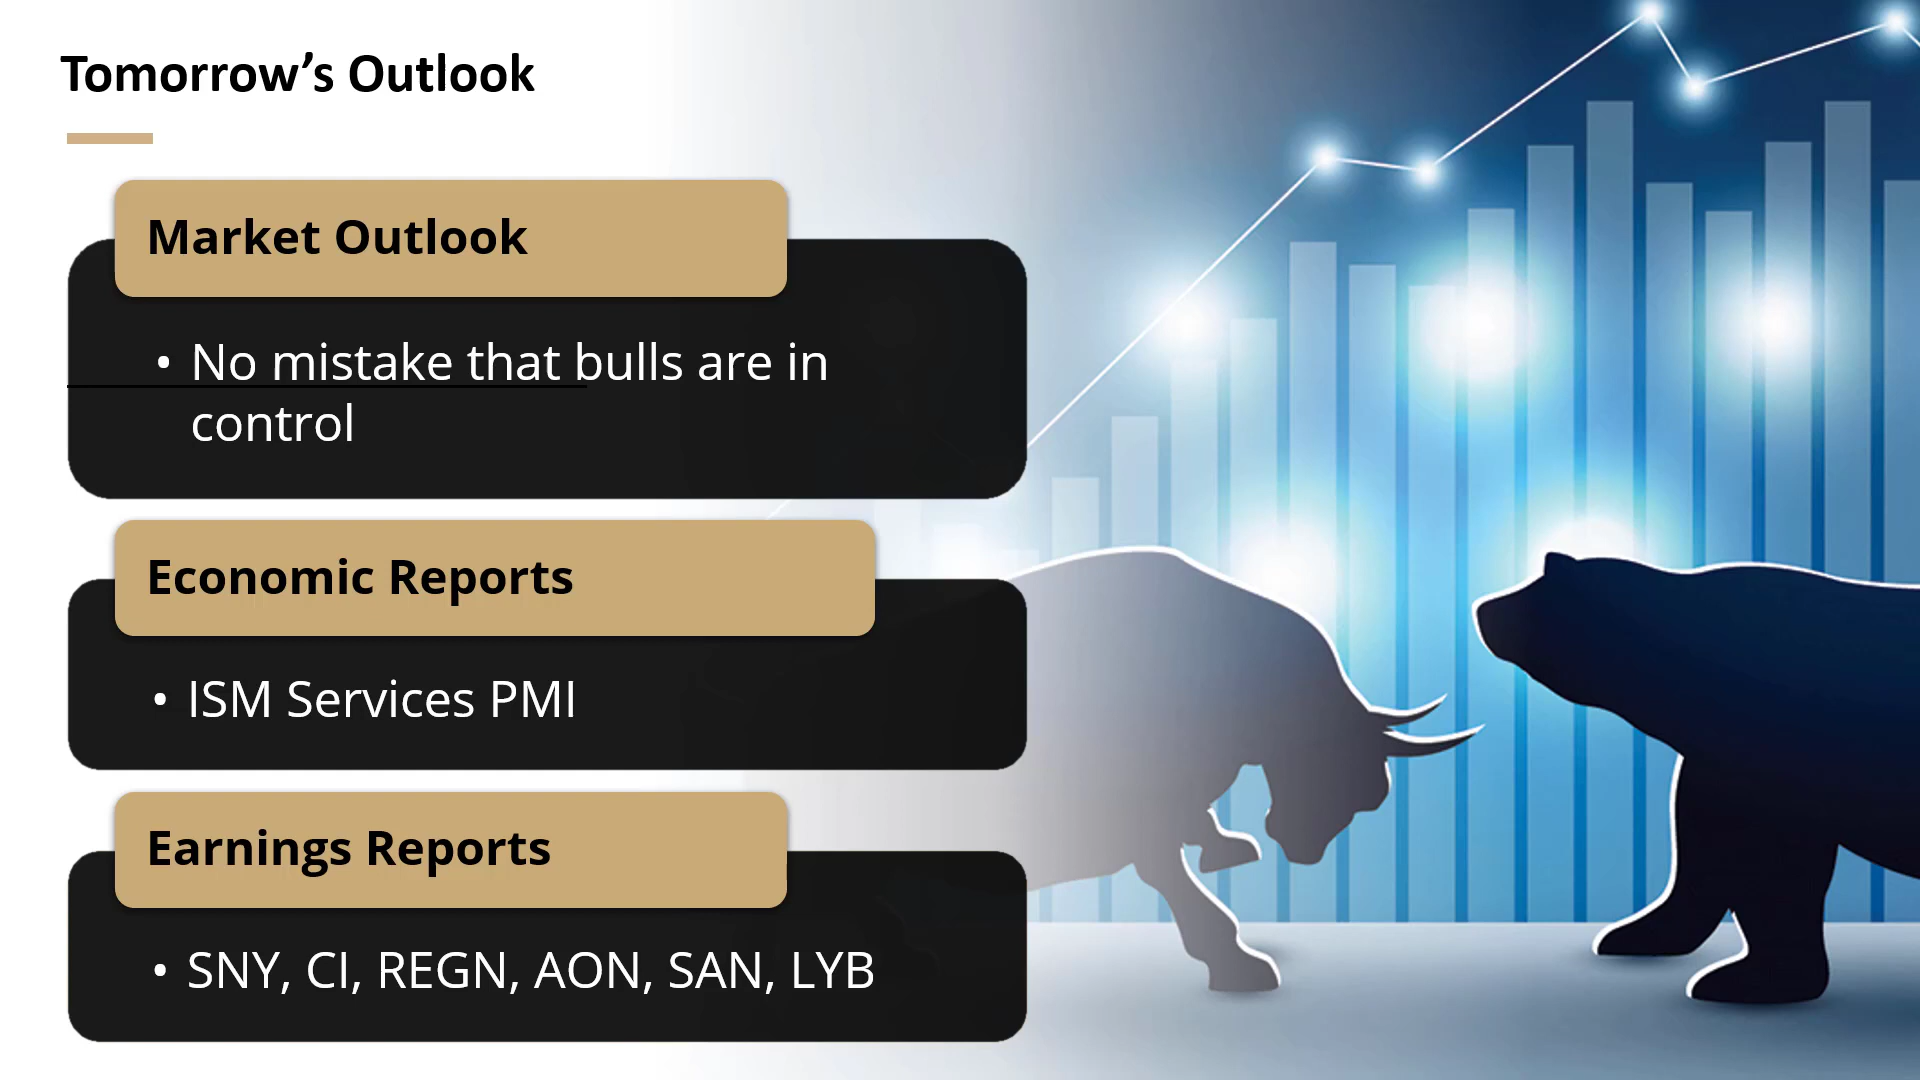 Tomorrow’s Outlook
Market Outlook
• No mistake that bulls are in
control
Economic Reports
• ISM Services PMI
Earnings Reports
• SNY, CI, REGN, AON, SAN, LYB